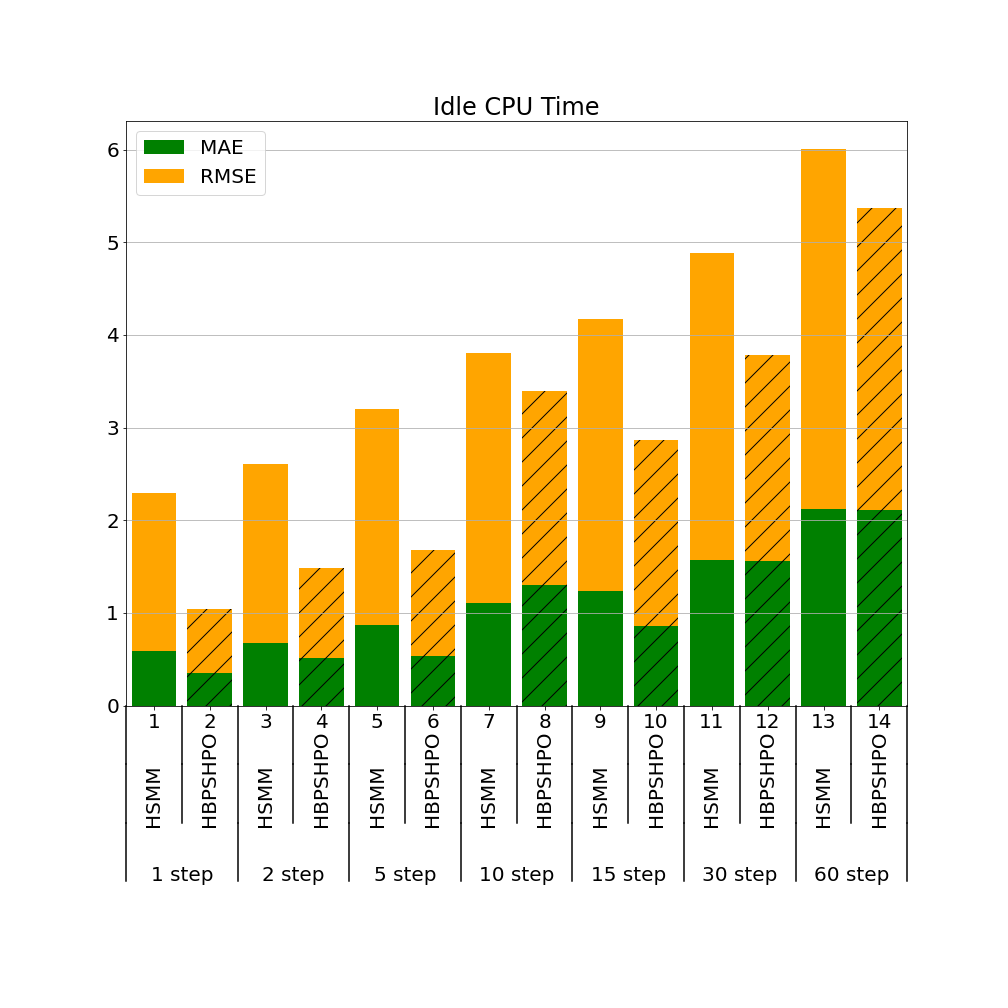 Idle CPU Time
MAE
RMSE
6
5
4
3
2
1
0
1 2 3 4 5 6 7 8 9 10 11 12 13 14
HSMM HBPSHPO HSMM HBPSHPO HSMM HBPSHPO HSMM HBPSHPO HSMM HBPSHPO HSMM HBPSHPO HSMM HBPSHPO
1 step 2 step 5 step 10 step 15 step 30 step 60 step